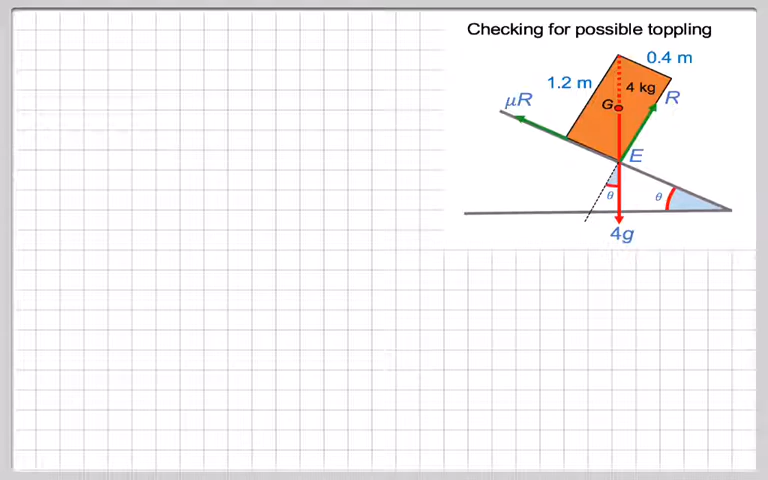 Checking for possible toppling
0.4 m
1.2 m
4 kg
μR
G
R
E
θ
θ
4g